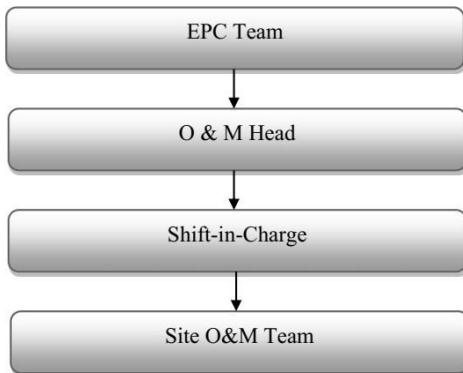 EPC Team
O & M Head
Shift-in-Charge
Site O&M Team